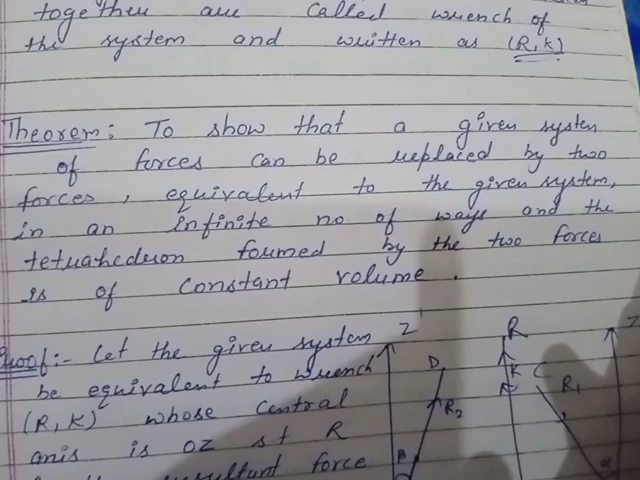 together are called wrench of
the system and written as (R,K)
Theorem: To show that a given system
of forces can be replaced by two
forces, equivalent to the given system,
in an infinite no of ways and the
tetrahedron formed by the two forces
is of constant volume.
Proof:- Let the given system
be equivalent to wrench
(R,K) whose central
axis is OZ st R
resultant force
Z'
R
D
K
C
R1
R2
β
α
Z